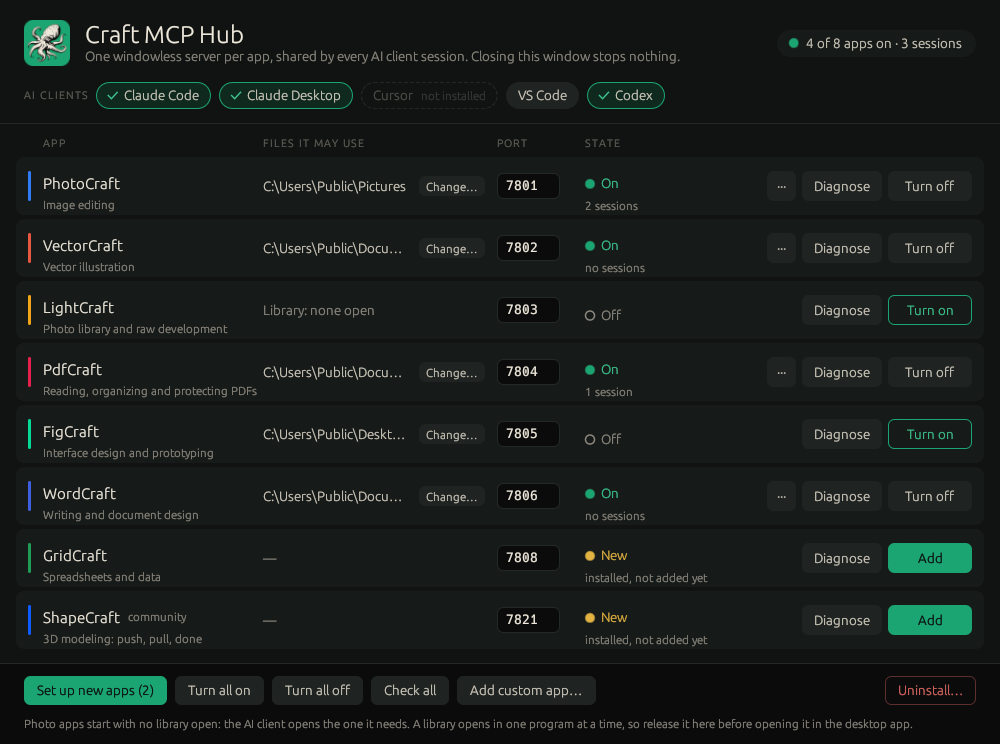 Craft MCP Hub
One windowless server per app, shared by every AI client session. Closing this window stops nothing.
4 of 8 apps on · 3 sessions
AI CLIENTS Claude Code Claude Desktop Cursor not installed VS Code Codex
APP FILES IT MAY USE PORT STATE
PhotoCraft C:\Users\Public\Pictures Change... 7801 On ... Diagnose Turn off
Image editing 2 sessions
VectorCraft C:\Users\Public\Docu... Change... 7802 On ... Diagnose Turn off
Vector illustration no sessions
LightCraft Library: none open 7803 Off Diagnose Turn on
Photo library and raw development
PdfCraft C:\Users\Public\Docu... Change... 7804 On ... Diagnose Turn off
Reading, organizing and protecting PDFs 1 session
FigCraft C:\Users\Public\Deskt... Change... 7805 Off Diagnose Turn on
Interface design and prototyping
WordCraft C:\Users\Public\Docu... Change... 7806 On ... Diagnose Turn off
Writing and document design no sessions
GridCraft — 7808 New Diagnose Add
Spreadsheets and data installed, not added yet
ShapeCraft community — 7821 New Diagnose Add
3D modeling: push, pull, done installed, not added yet
Set up new apps (2) Turn all on Turn all off Check all Add custom app... Uninstall...
Photo apps start with no library open: the AI client opens the one it needs. A library opens in one program at a time, so release it here before opening it in the desktop app.